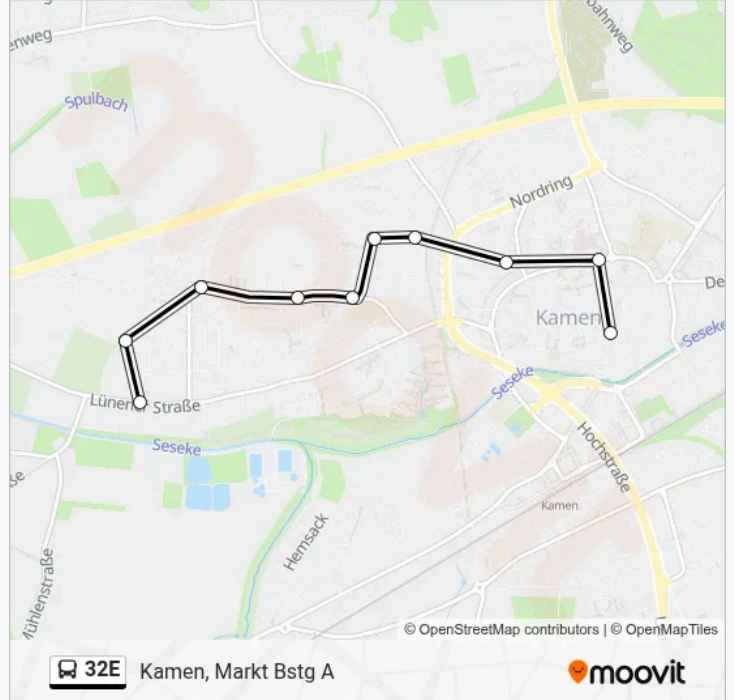 enweg
bahnweg
Spulbach
Nordring
De
Kamen
Seseke
Seseke
Lünener Straße
Seseke
Hochstraße
ße
Kamen
Hemsack
Mühlenstraße
© OpenStreetMap contributors | © OpenMapTiles
32E Kamen, Markt Bstg A
moovit